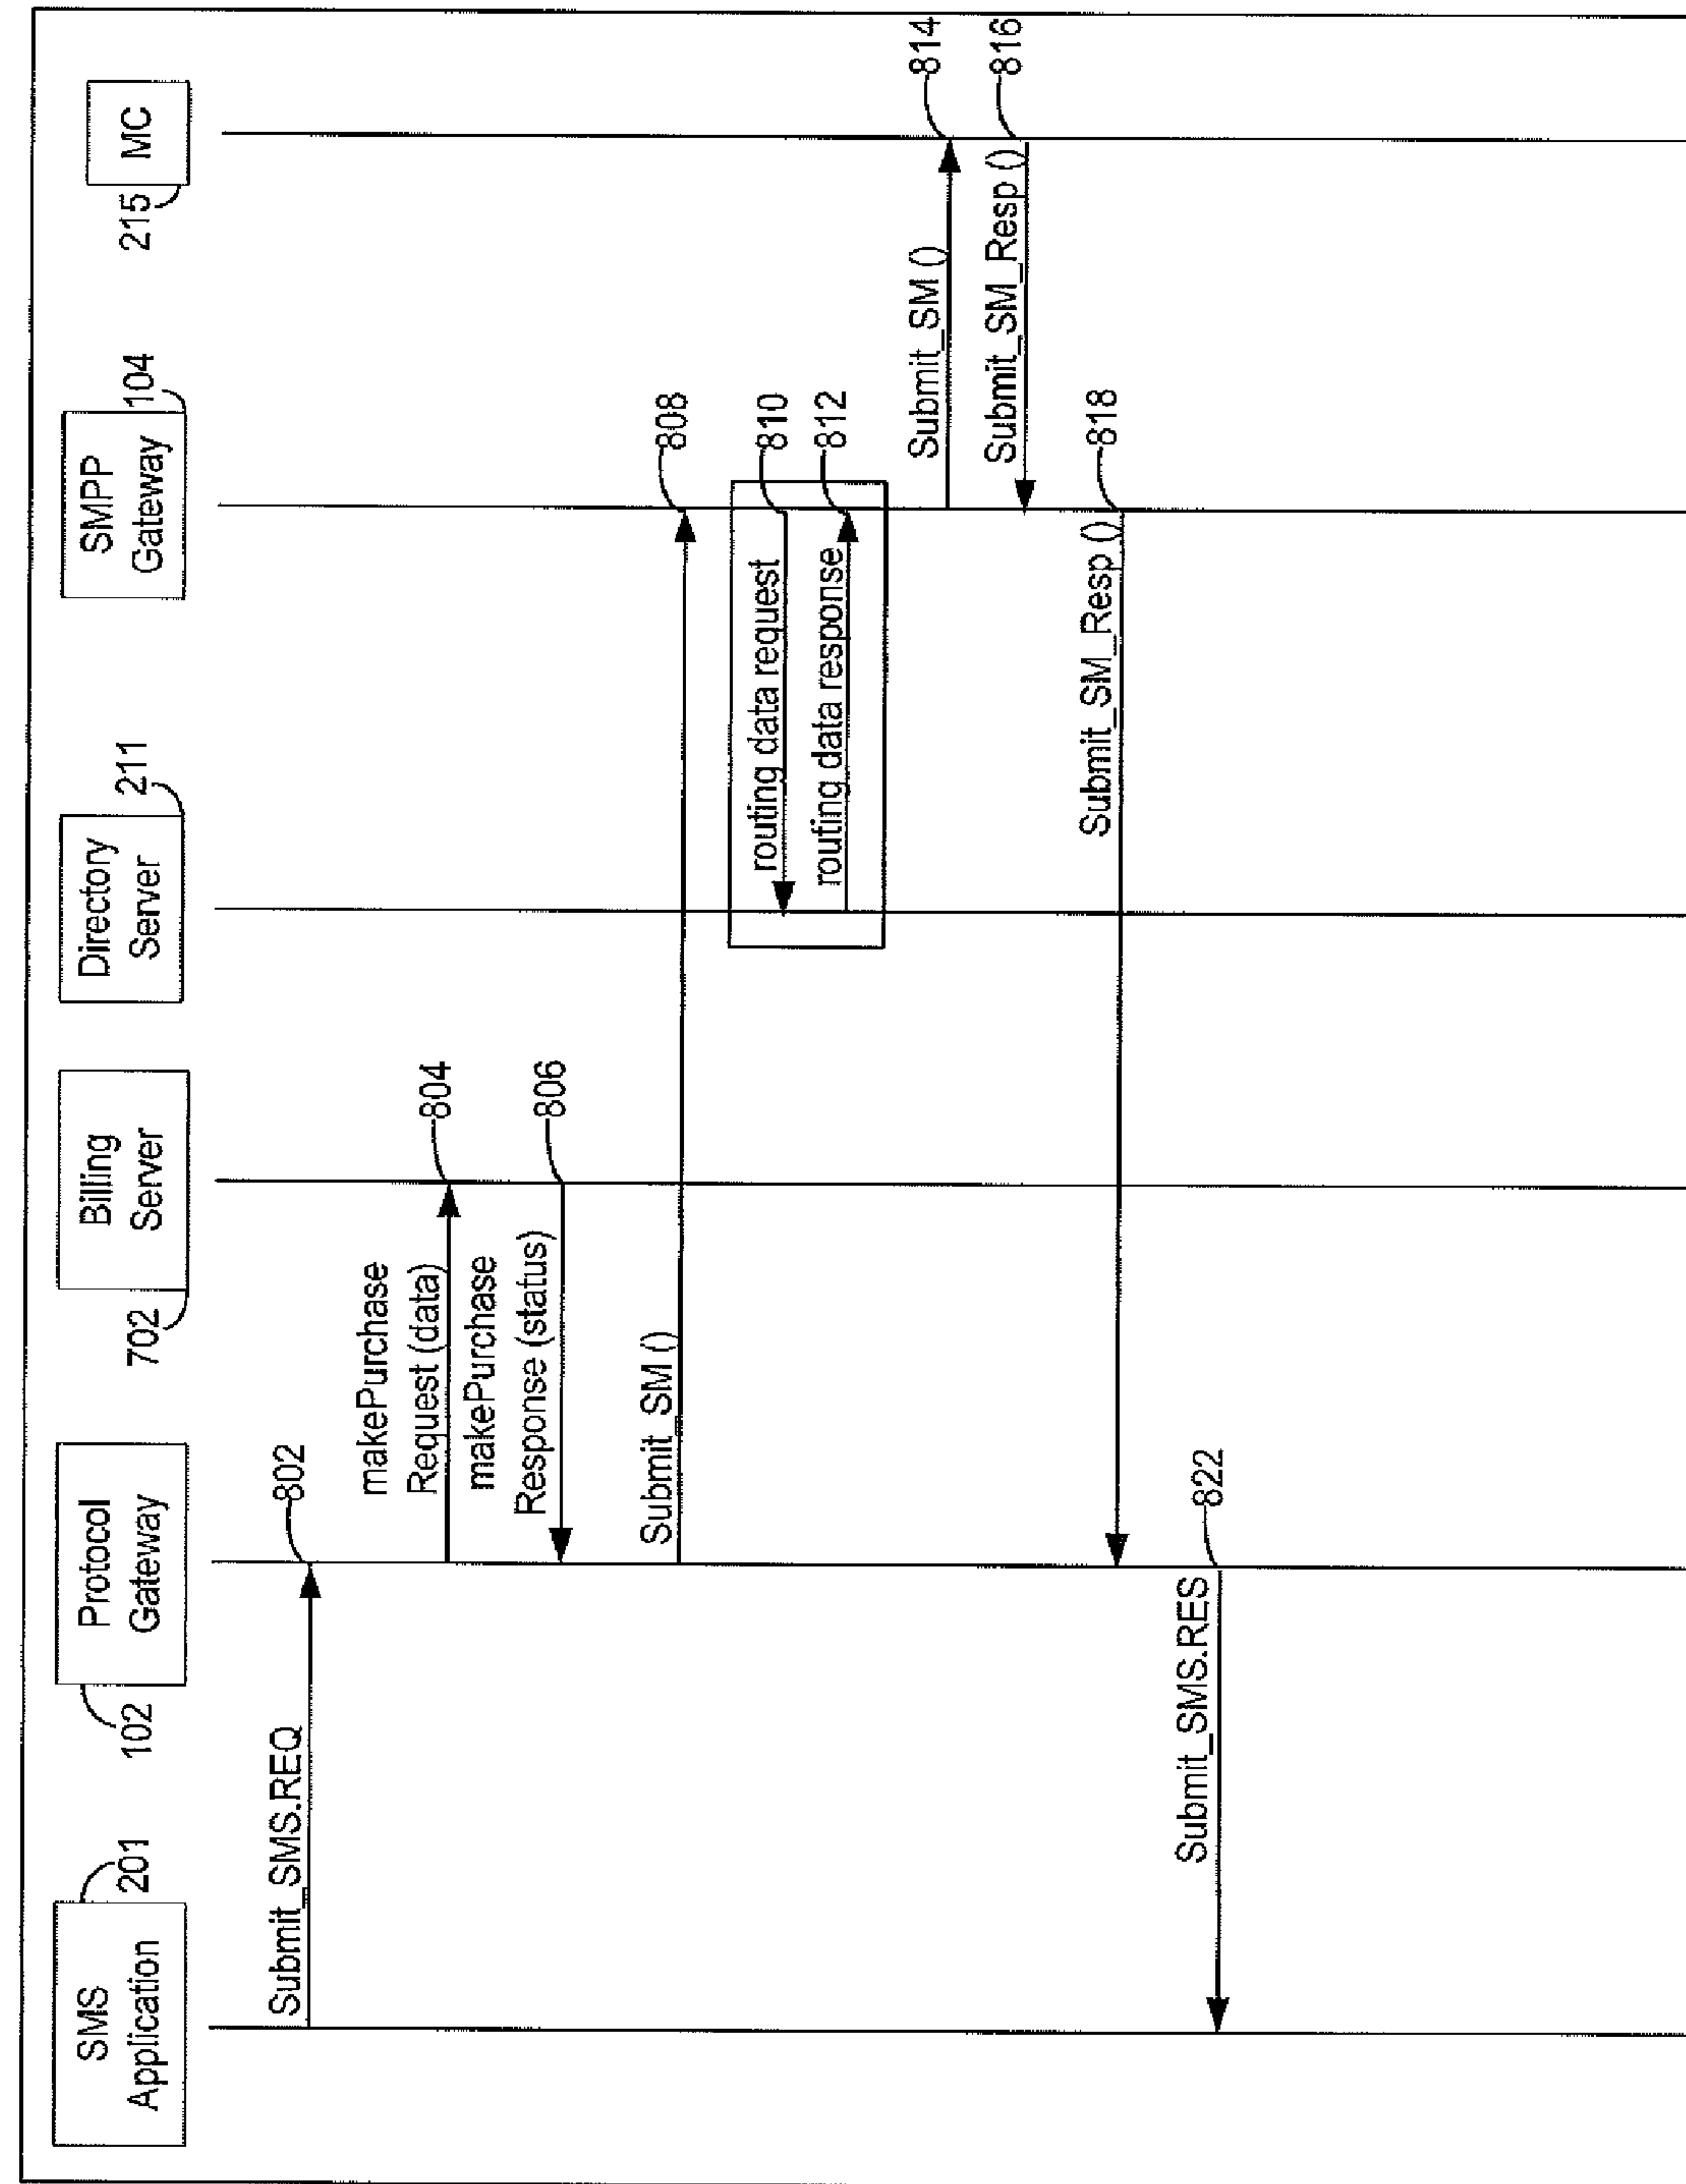 SMS
Application
201
Protocol
Gateway
102
Billing
Server
702
Directory
Server
211
SMPP
Gateway
104
MC
215
Submit_SMS.REQ
802
makePurchase
Request (data)
804
makePurchase
Response (status)
806
Submit_SM ()
808
routing data request
810
routing data response
812
Submit_SM ()
814
Submit_SM_Resp ()
816
Submit_SM_Resp ()
818
Submit_SMS.RES
822